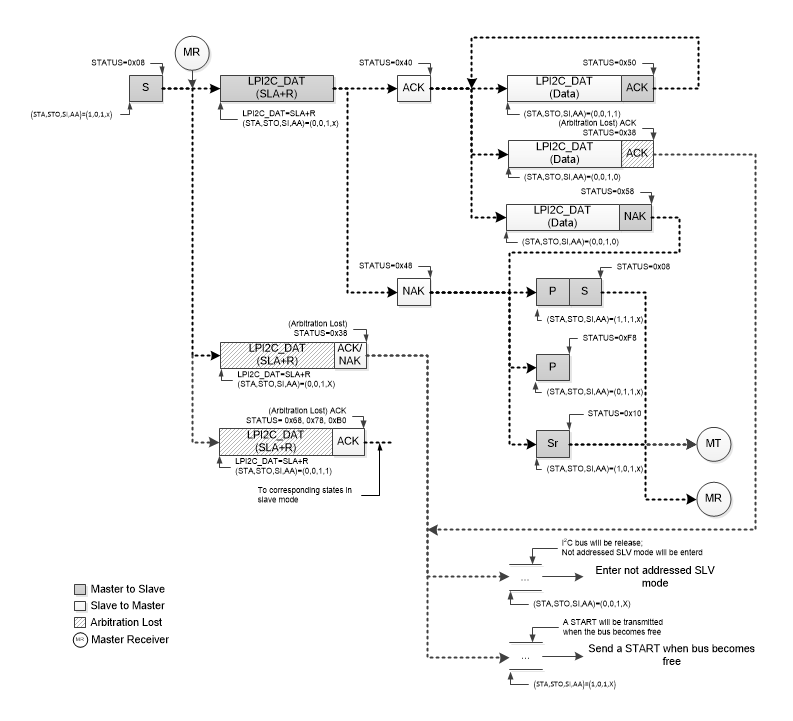 MR
STATUS=0x08
STATUS=0x40
STATUS=0x50
S
LPI2C_DAT
(SLA+R)
ACK
LPI2C_DAT
(Data)
ACK
(STA,STO,SI,AA)=(1,0,1,x)
LPI2C_DAT=SLA+R
(STA,STO,SI,AA)=(0,0,1,x)
(STA,STO,SI,AA)=(0,0,1,1)
(Arbitration Lost) ACK
STATUS=0x38
LPI2C_DAT
(Data)
ACK
(STA,STO,SI,AA)=(0,0,1,0)
STATUS=0x58
LPI2C_DAT
(Data)
NAK
(STA,STO,SI,AA)=(0,0,1,0)
STATUS=0x48
STATUS=0x08
NAK
P
S
(STA,STO,SI,AA)=(1,1,1,x)
(Arbitration Lost)
STATUS=0x38
STATUS=0xF8
LPI2C_DAT
(SLA+R)
ACK/
NAK
P
LPI2C_DAT=SLA+R
(STA,STO,SI,AA)=(0,0,1,X)
(STA,STO,SI,AA)=(0,1,1,x)
(Arbitration Lost) ACK
STATUS= 0x68, 0x78, 0xB0
STATUS=0x10
LPI2C_DAT
(SLA+R)
ACK
Sr
MT
LPI2C_DAT=SLA+R
(STA,STO,SI,AA)=(0,0,1,1)
(STA,STO,SI,AA)=(1,0,1,x)
To corresponding states in
slave mode
MR
I2C bus will be release;
Not addressed SLV mode will be enterd
...
Enter not addressed SLV
mode
(STA,STO,SI,AA)=(0,0,1,X)
Master to Slave
Slave to Master
Arbitration Lost
MR
Master Receiver
A START will be transmitted
when the bus becomes free
...
Send a START when bus becomes
free
(STA,STO,SI,AA)=(1,0,1,X)